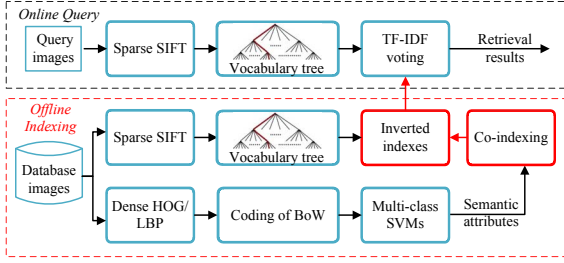 Online Query
Query
images
Sparse SIFT
Vocabulary tree
TF-IDF
voting
Retrieval
results
Offline
Indexing
Database
images
Sparse SIFT
Vocabulary tree
Inverted
indexes
Co-indexing
Dense HOG/
LBP
Coding of BoW
Multi-class
SVMs
Semantic
attributes